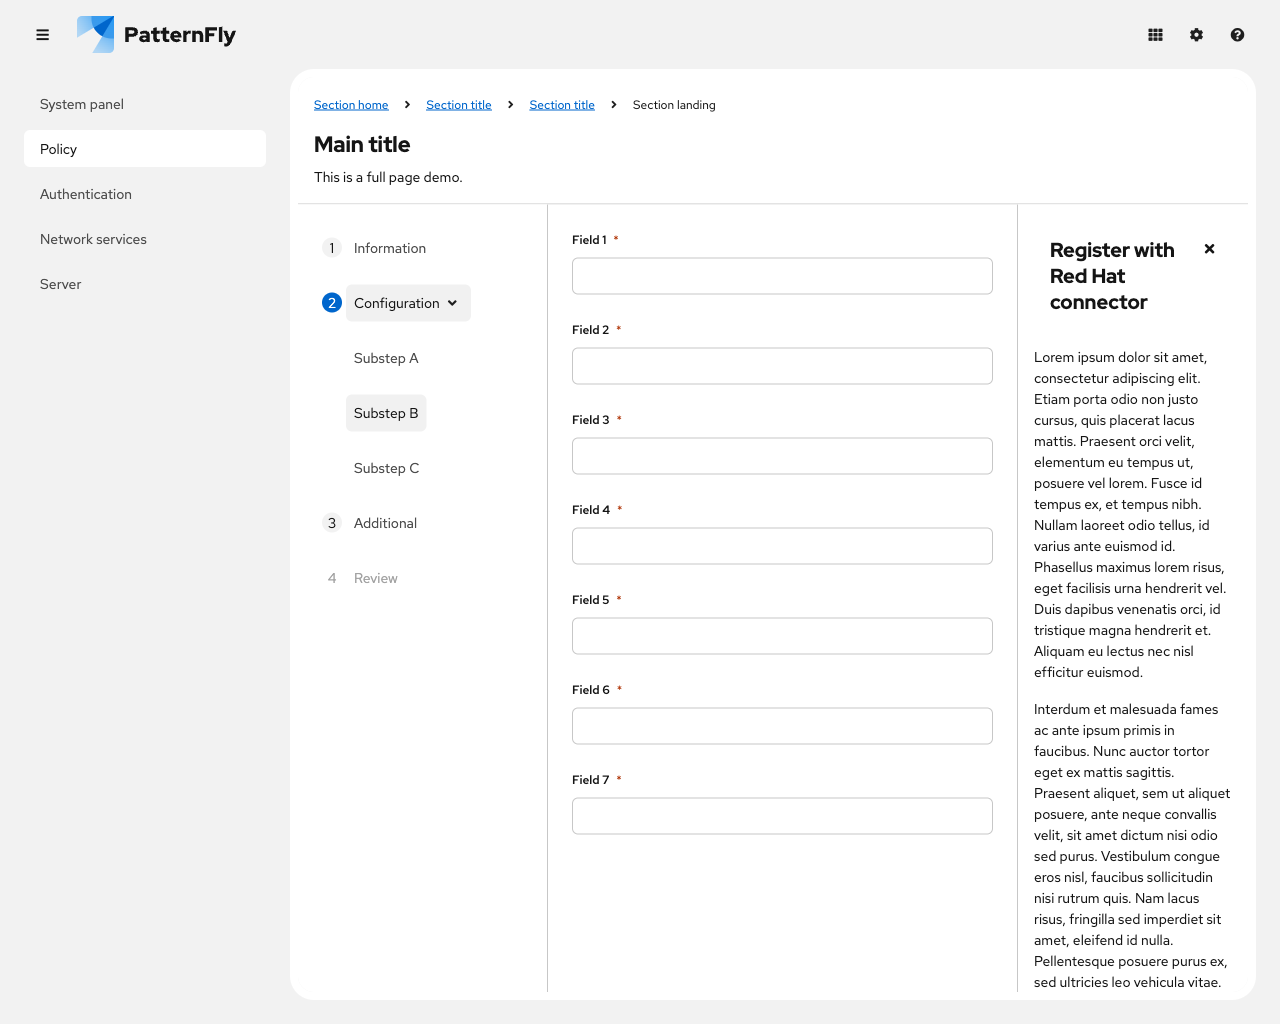 PatternFly
System panel
Policy
Authentication
Network services
Server
Section home
Section title
Section title
Section landing
Main title
This is a full page demo.
1 Information
2 Configuration
Substep A
Substep B
Substep C
3 Additional
4 Review
Field 1 *
Field 2 *
Field 3 *
Field 4 *
Field 5 *
Field 6 *
Field 7 *
Register with
Red Hat
connector
Lorem ipsum dolor sit amet,
consectetur adipiscing elit.
Etiam porta odio non justo
cursus, quis placerat lacus
mattis. Praesent orci velit,
elementum eu tempus ut,
posuere vel lorem. Fusce id
tempus ex, et tempus nibh.
Nullam laoreet odio tellus, id
varius ante euismod id.
Phasellus maximus lorem risus,
eget facilisis urna hendrerit vel.
Duis dapibus venenatis orci, id
tristique magna hendrerit et.
Aliquam eu lectus nec nisl
efficitur euismod.
Interdum et malesuada fames
ac ante ipsum primis in
faucibus. Nunc auctor tortor
eget ex mattis sagittis.
Praesent aliquet, sem ut aliquet
posuere, ante neque convallis
velit, sit amet dictum nisi odio
sed purus. Vestibulum congue
eros nisl, faucibus sollicitudin
nisi rutrum quis. Nam lacus
risus, fringilla sed imperdiet sit
amet, eleifend id nulla.
Pellentesque posuere purus ex,
sed ultricies leo vehicula vitae.